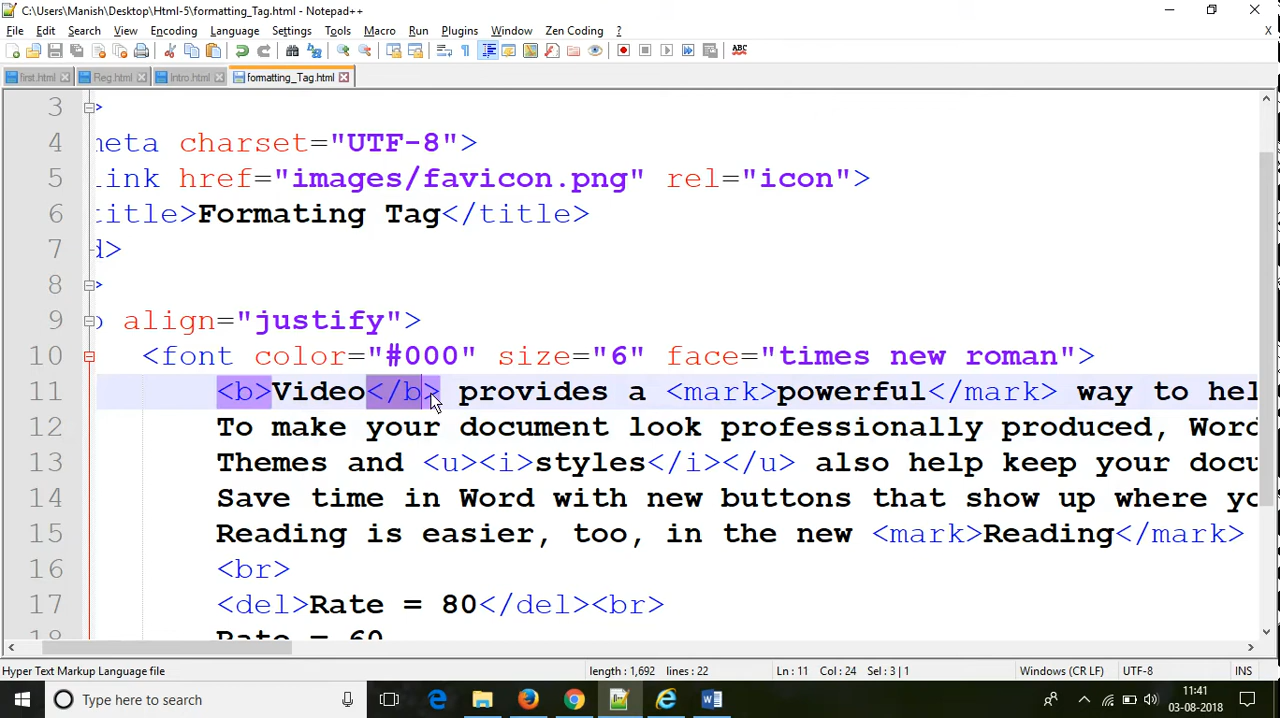 C:\Users\Manish\Desktop\Html-5\formatting_Tag.html - Notepad++
File Edit Search View Encoding Language Settings Tools Macro Run Plugins Window Zen Coding ?
X
ABC
first.html Reg.html Intro.html formatting_Tag.html
3 >
4 meta charset="UTF-8">
5 link href="images/favicon.png" rel="icon">
6 title>Formating Tag</title>
7 d>
8 >
9 align="justify">
10 <font color="#000" size="6" face="times new roman">
11 <b>Video</b> provides a <mark>powerful</mark> way to hel
12 To make your document look professionally produced, Word
13 Themes and <u><i>styles</i></u> also help keep your docu
14 Save time in Word with new buttons that show up where yo
15 Reading is easier, too, in the new <mark>Reading</mark>
16 <br>
17 <del>Rate = 80</del><br>
18 Rate = 60
Hyper Text Markup Language file length : 1,692 lines : 22 Ln : 11 Col : 24 Sel : 3 | 1 Windows (CR LF) UTF-8 INS
Type here to search
11:41
03-08-2018